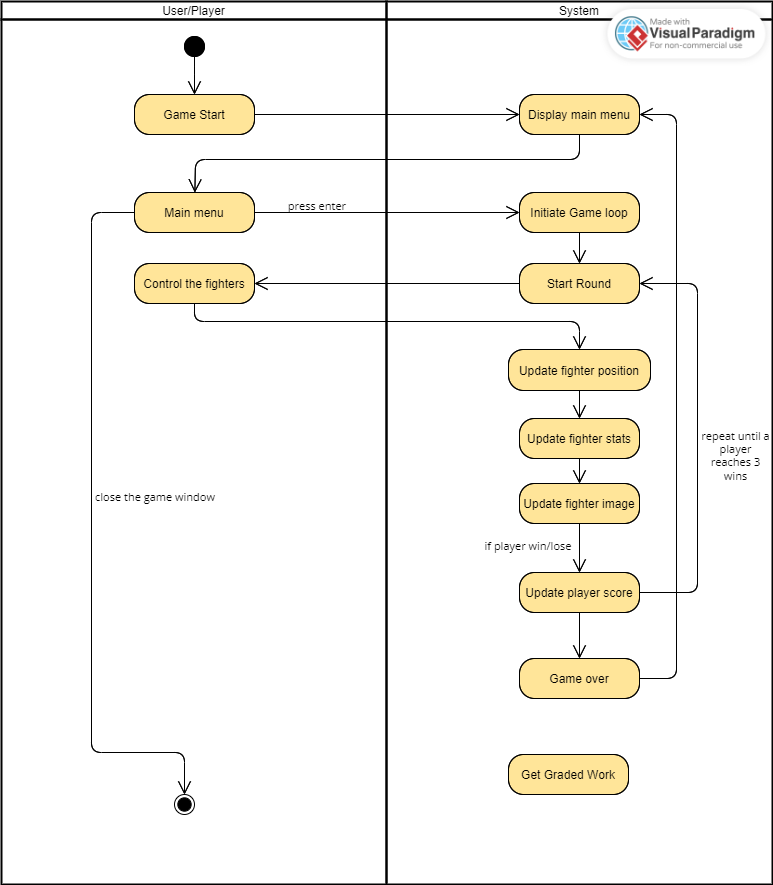 User/Player
System
Made with
VisualParadigm
For non-commercial use
Game Start
Display main menu
Main menu
press enter
Initiate Game loop
Control the fighters
Start Round
Update fighter position
Update fighter stats
repeat until a
player
reaches 3
wins
close the game window
Update fighter image
if player win/lose
Update player score
Game over
Get Graded Work